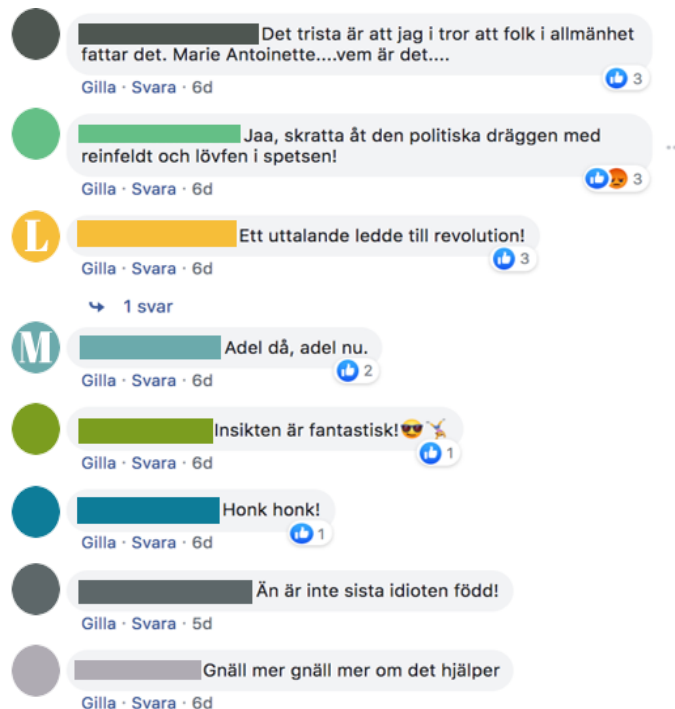 Det trista är att jag i tror att folk i allmänhet
fattar det. Marie Antoinette....vem är det....
3
Gilla · Svara · 6d
Jaa, skratta åt den politiska dräggen med
reinfeldt och lövfen i spetsen!
3
Gilla · Svara · 6d
L
Ett uttalande ledde till revolution!
3
Gilla · Svara · 6d
1 svar
M
Adel då, adel nu.
2
Gilla · Svara · 6d
Insikten är fantastisk!😎🤸
1
Gilla · Svara · 6d
Honk honk!
1
Gilla · Svara · 6d
Än är inte sista idioten född!
Gilla · Svara · 5d
Gnäll mer gnäll mer om det hjälper
Gilla · Svara · 6d